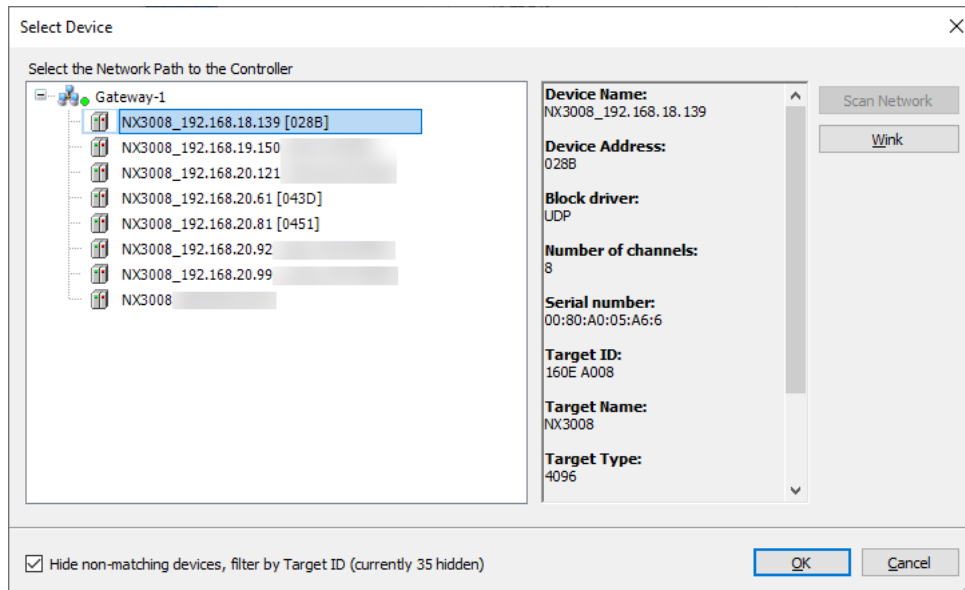 Select Device
Select the Network Path to the Controller
Gateway-1
NX3008_192.168.18.139 [028B]
NX3008_192.168.19.150
NX3008_192.168.20.121
NX3008_192.168.20.61 [043D]
NX3008_192.168.20.81 [0451]
NX3008_192.168.20.92
NX3008_192.168.20.99
NX3008
Device Name:
NX3008_192.168.18.139
Device Address:
028B
Block driver:
UDP
Number of channels:
8
Serial number:
00:80:A0:05:A6:6
Target ID:
160E A008
Target Name:
NX3008
Target Type:
4096
Scan Network
Wink
Hide non-matching devices, filter by Target ID (currently 35 hidden)
OK
Cancel